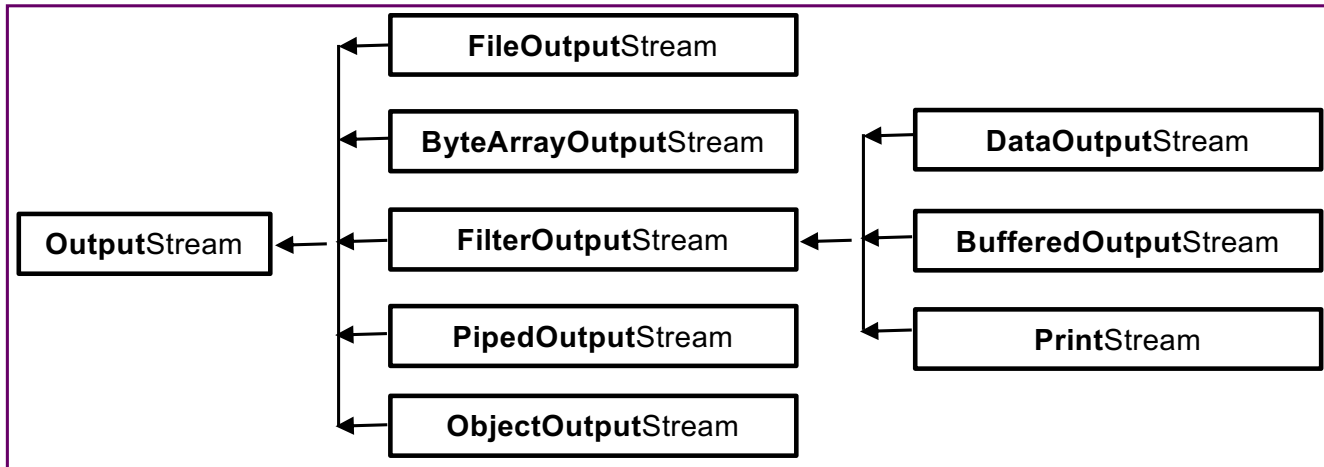 FileOutputStream
ByteArrayOutputStream
DataOutputStream
OutputStream
FilterOutputStream
BufferedOutputStream
PipedOutputStream
PrintStream
ObjectOutputStream